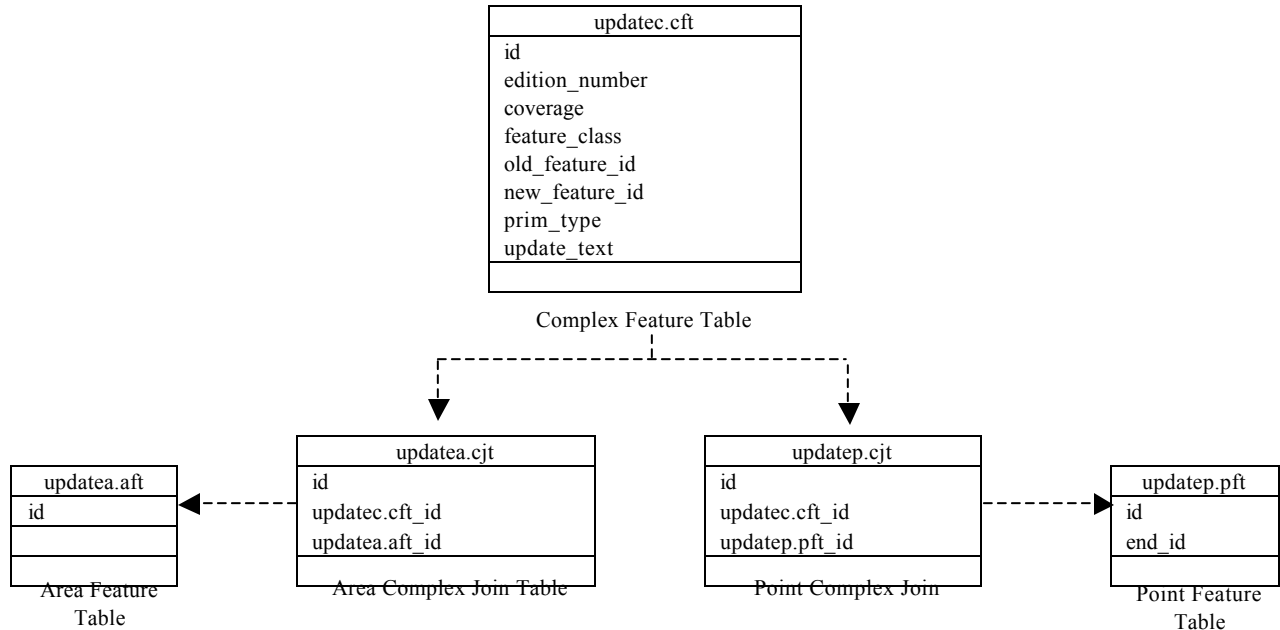 updatec.cft
id
edition_number
coverage
feature_class
old_feature_id
new_feature_id
prim_type
update_text
Complex Feature Table
updatea.aft
id
Area Feature
Table
updatea.cjt
id
updatec.cft_id
updatea.aft_id
Area Complex Join Table
updatep.cjt
id
updatec.cft_id
updatep.pft_id
Point Complex Join
updatep.pft
id
end_id
Point Feature
Table